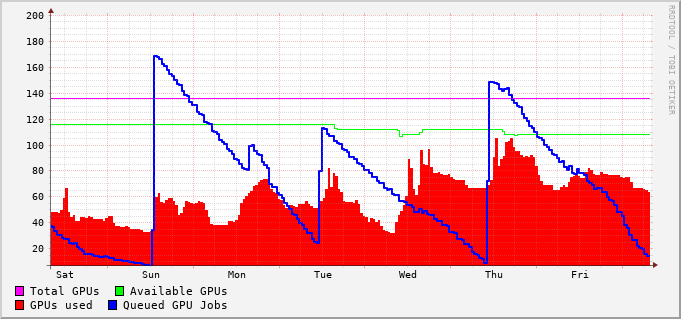 200
180
160
140
120
100
80
60
40
20
Sat Sun Mon Tue Wed Thu Fri
Total GPUs Available GPUs
GPUs used Queued GPU Jobs
RRDTOOL / TOBI OETIKER